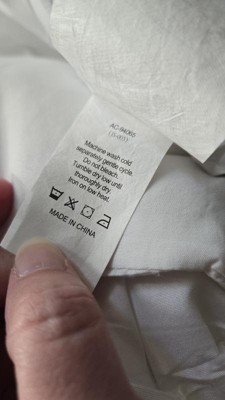 Machine wash cold
separately gentle cycle.
Do not bleach.
Tumble dry low until
thoroughly dry.
Iron on low heat.
MADE IN CHINA